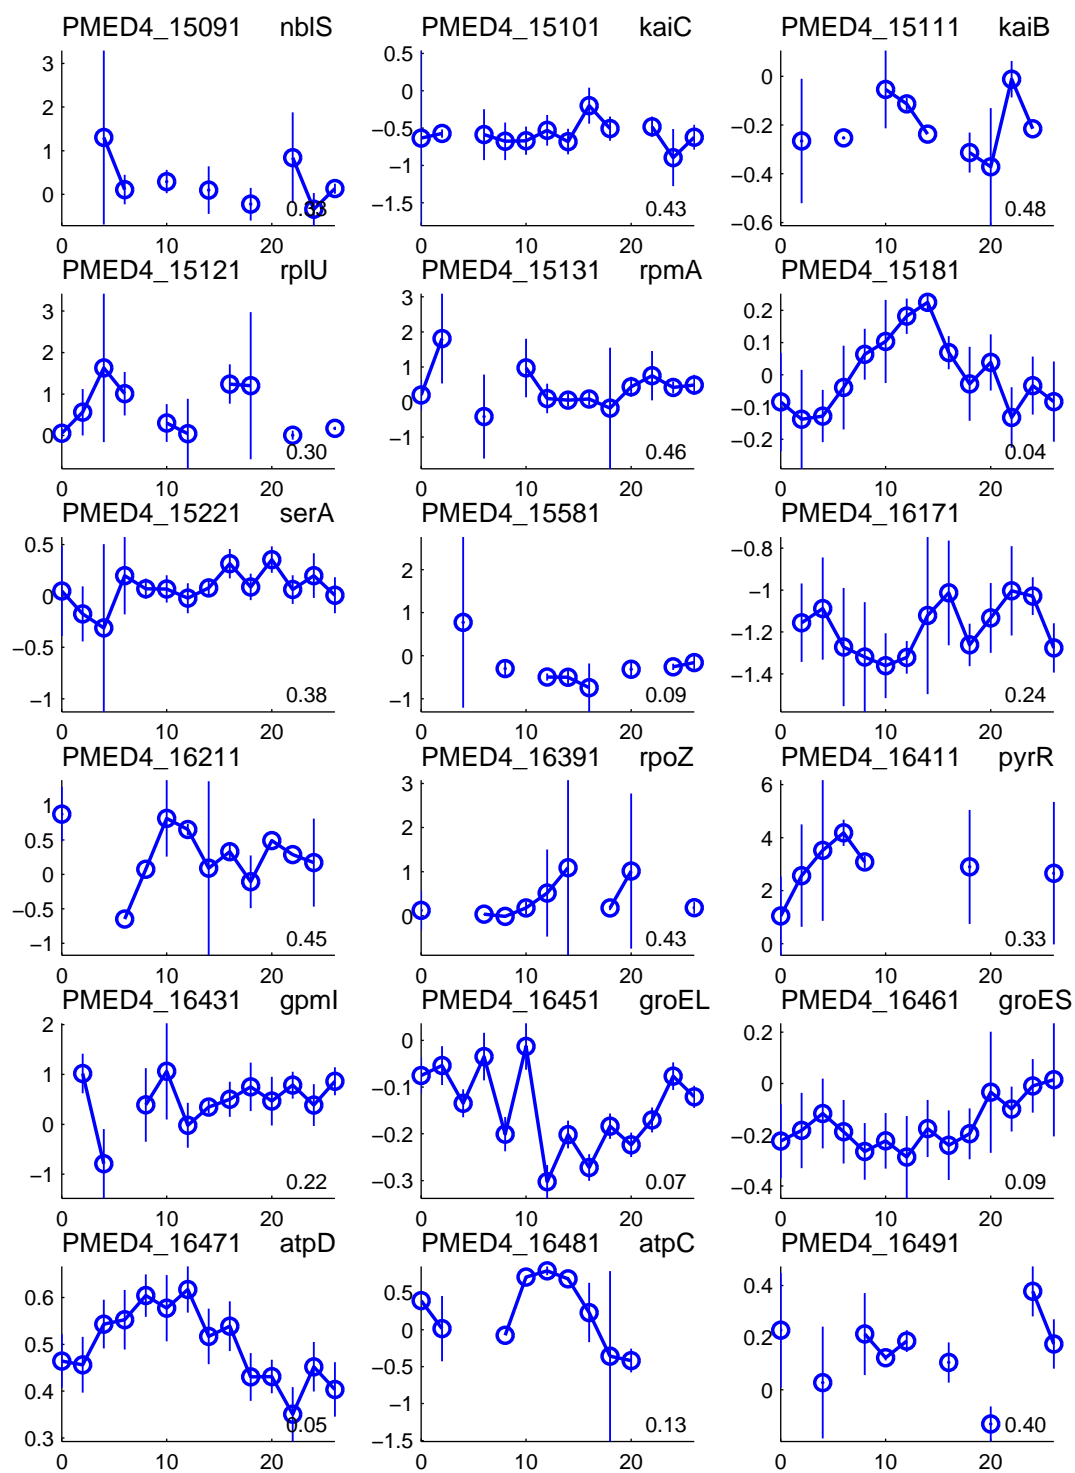 PMED4_15091 nblS PMED4_15101 kaiC PMED4_15111 kaiB
3 2 1 0 0.33 0 10 20
0.5 0 −0.5 −1 −1.5 0.43 0 10 20
0 −0.2 −0.4 −0.6 0.48 0 10 20
PMED4_15121 rplU PMED4_15131 rpmA PMED4_15181
3 2 1 0 0.30 0 10 20
3 2 1 0 −1 0.46 0 10 20
0.2 0.1 0 −0.1 −0.2 0.04 0 10 20
PMED4_15221 serA PMED4_15581 PMED4_16171
0.5 0 −0.5 −1 0.38 0 10 20
2 1 0 −1 0.09 0 10 20
−0.8 −1 −1.2 −1.4 0.24 0 10 20
PMED4_16211 PMED4_16391 rpoZ PMED4_16411 pyrR
1 0.5 0 −0.5 −1 0.45 0 10 20
3 2 1 0 0.43 0 10 20
6 4 2 0 0.33 0 10 20
PMED4_16431 gpmI PMED4_16451 groEL PMED4_16461 groES
2 1 0 −1 0.22 0 10 20
0 −0.1 −0.2 −0.3 0.07 0 10 20
0.2 0 −0.2 −0.4 0.09 0 10 20
PMED4_16471 atpD PMED4_16481 atpC PMED4_16491
0.6 0.5 0.4 0.3 0.05 0 10 20
0.5 0 −0.5 −1 −1.5 0.13 0 10 20
0.4 0.2 0 0.40 0 10 20